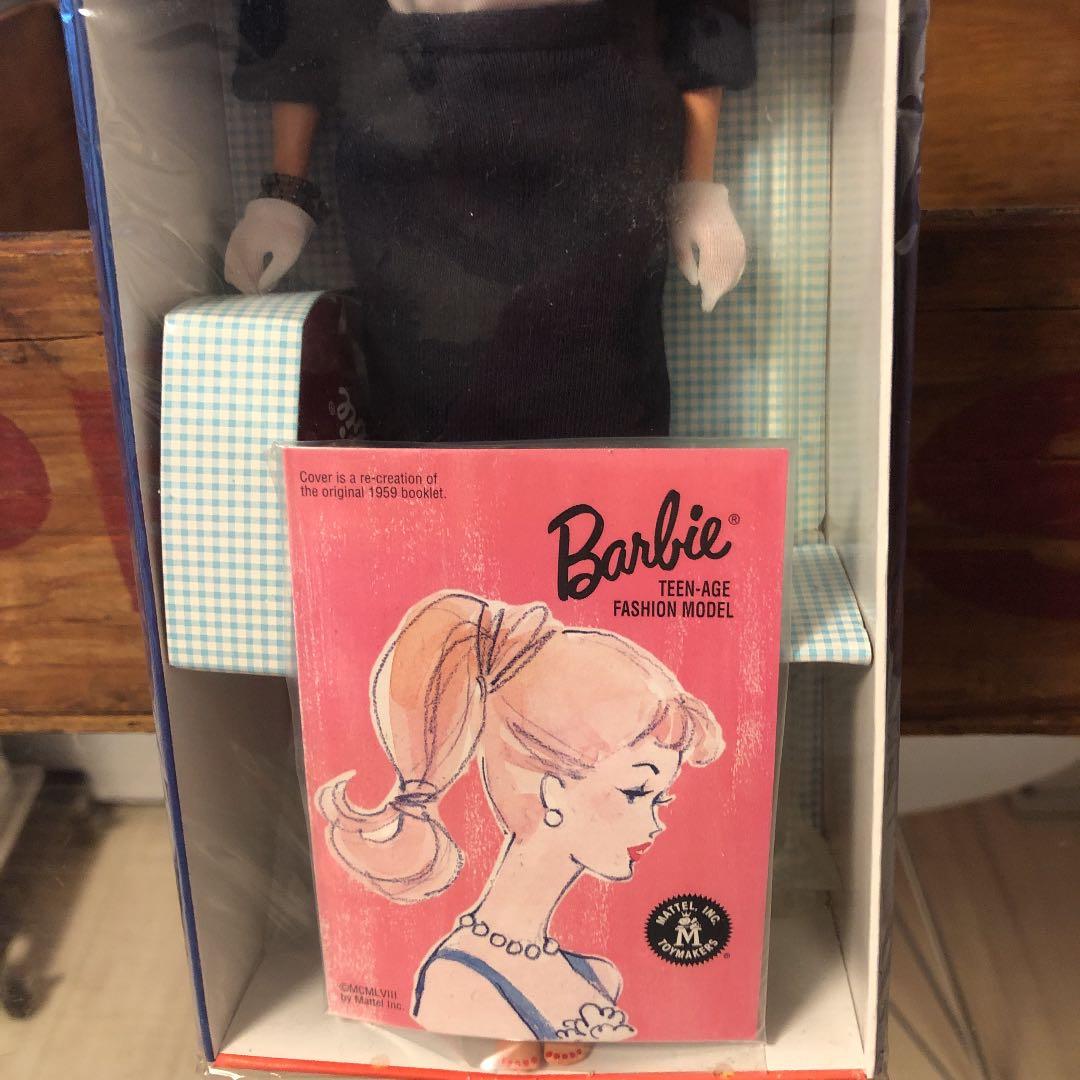 Cover is a re-creation of
the original 1959 booklet.
Barbie®
TEEN-AGE
FASHION MODEL
MATTEL, INC.
M
TOYMAKERS
®
©MCMLVIII
by Mattel Inc.